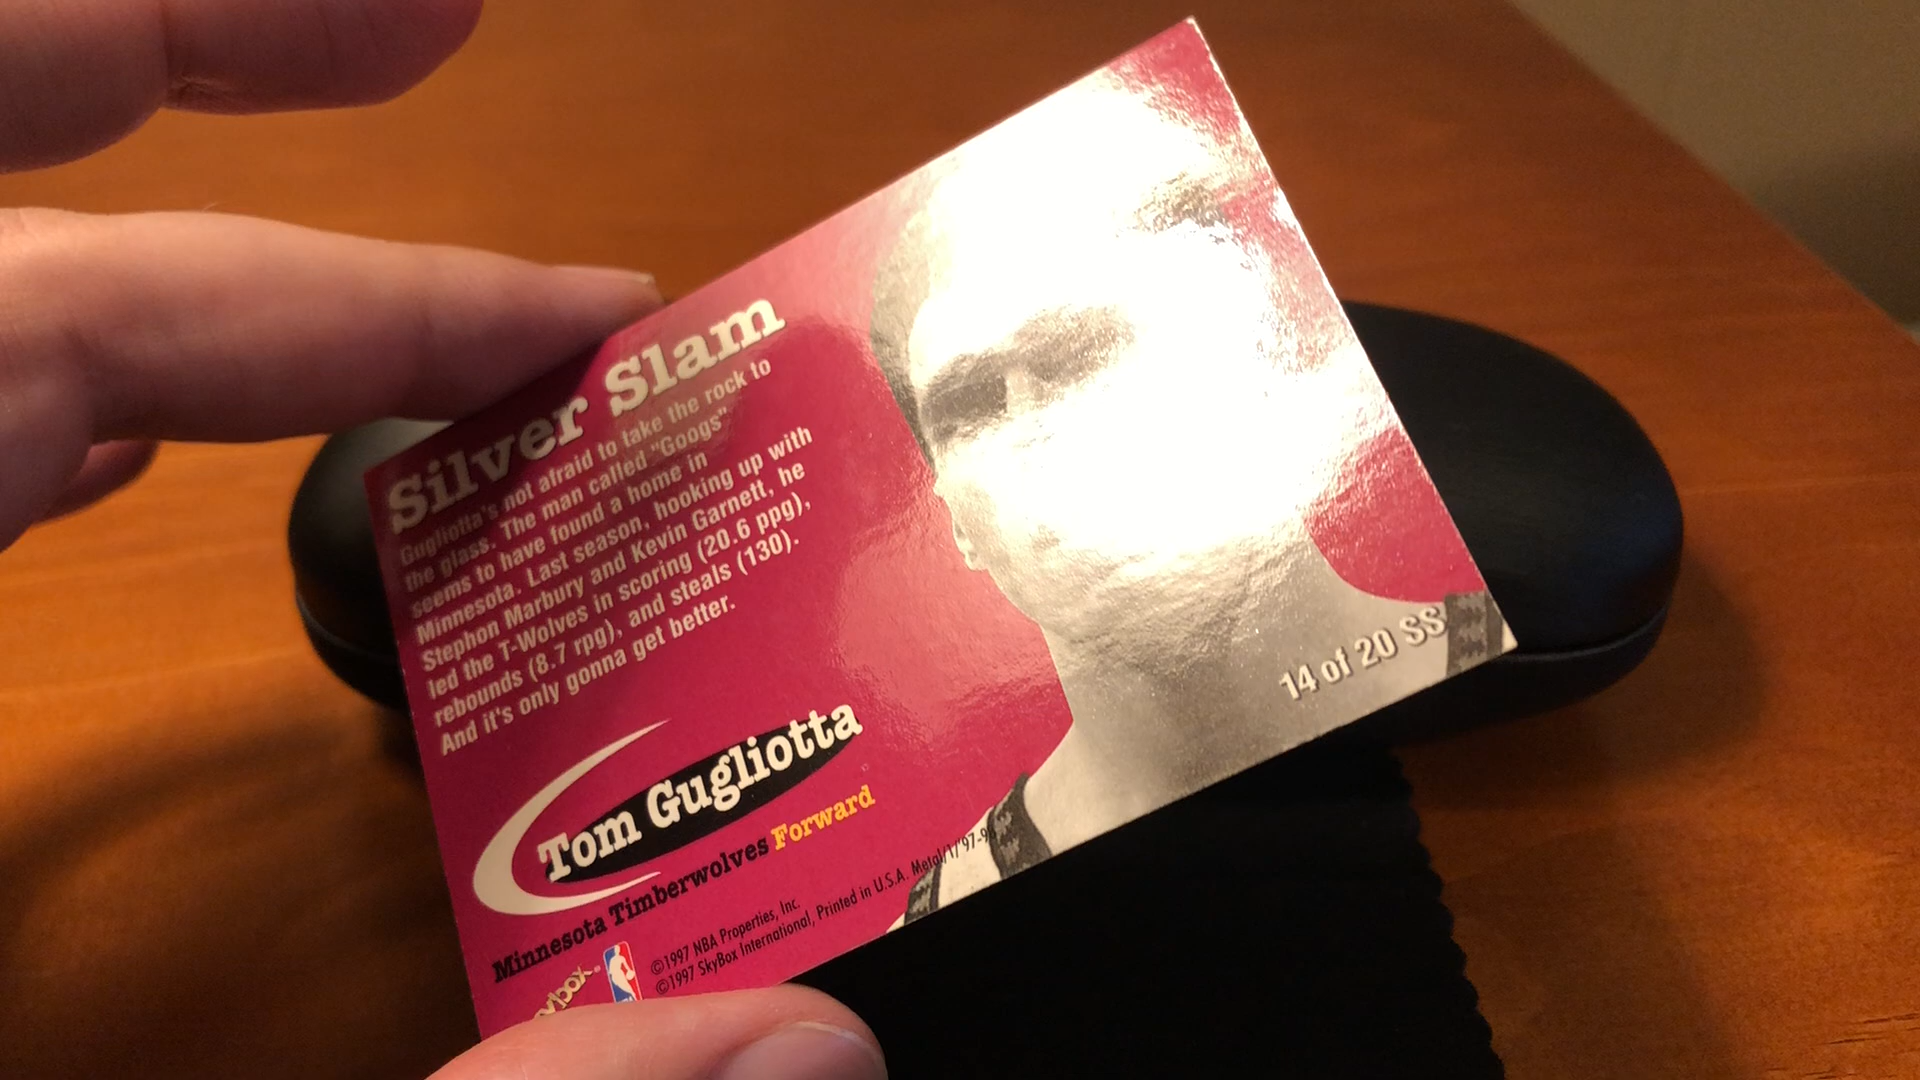 Silver Slam
Gugliotta's not afraid to take the rock to
the glass. The man called "Googs"
seems to have found a home in
Minnesota. Last season, hooking up with
Stephon Marbury and Kevin Garnett, he
led the T-Wolves in scoring (20.6 ppg),
rebounds (8.7 rpg), and steals (130).
And it's only gonna get better.
Tom Gugliotta
Minnesota Timberwolves Forward
©1997 NBA Properties, Inc.
©1997 SkyBox International, Printed in U.S.A. Metal/1/'97-9
14 of 20 SS